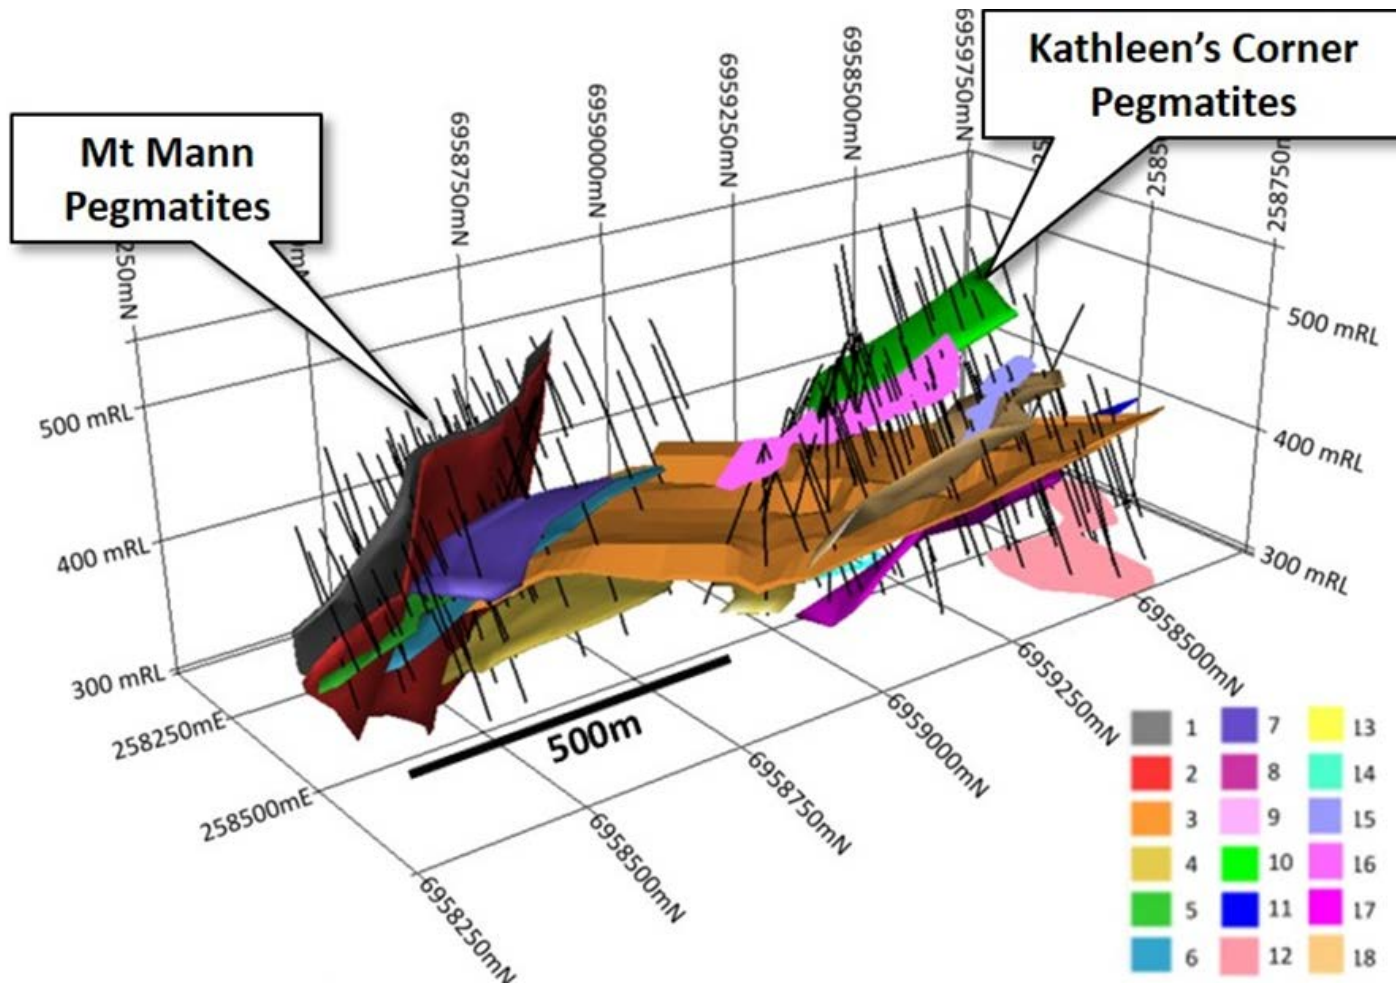 Kathleen's Corner
Pegmatites
Mt Mann
Pegmatites
250mN
mN
6958750mN
6959000mN
6959250mN
6958500mN
6959750mN
2585
258750m
500 mRL
400 mRL
300 mRL
500 mRL
400 mRL
300 mRL
258250mE
258500mE
6958250mN
6958500mN
6958750mN
6959000mN
6959250mN
6958500mN
500m
1 7 13
2 8 14
3 9 15
4 10 16
5 11 17
6 12 18